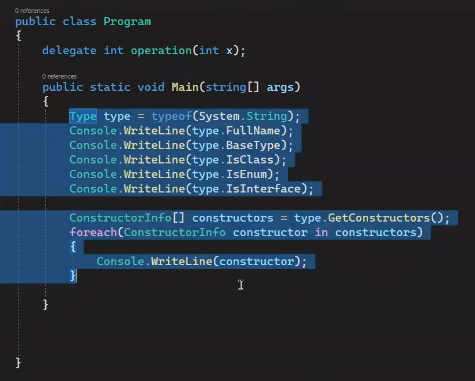 0 references
public class Program
{
delegate int operation(int x);
0 references
public static void Main(string[] args)
{
Type type = typeof(System.String);
Console.WriteLine(type.FullName);
Console.WriteLine(type.BaseType);
Console.WriteLine(type.IsClass);
Console.WriteLine(type.IsEnum);
Console.WriteLine(type.IsInterface);
ConstructorInfo[] constructors = type.GetConstructors();
foreach(ConstructorInfo constructor in constructors)
{
Console.WriteLine(constructor);
}
}
}